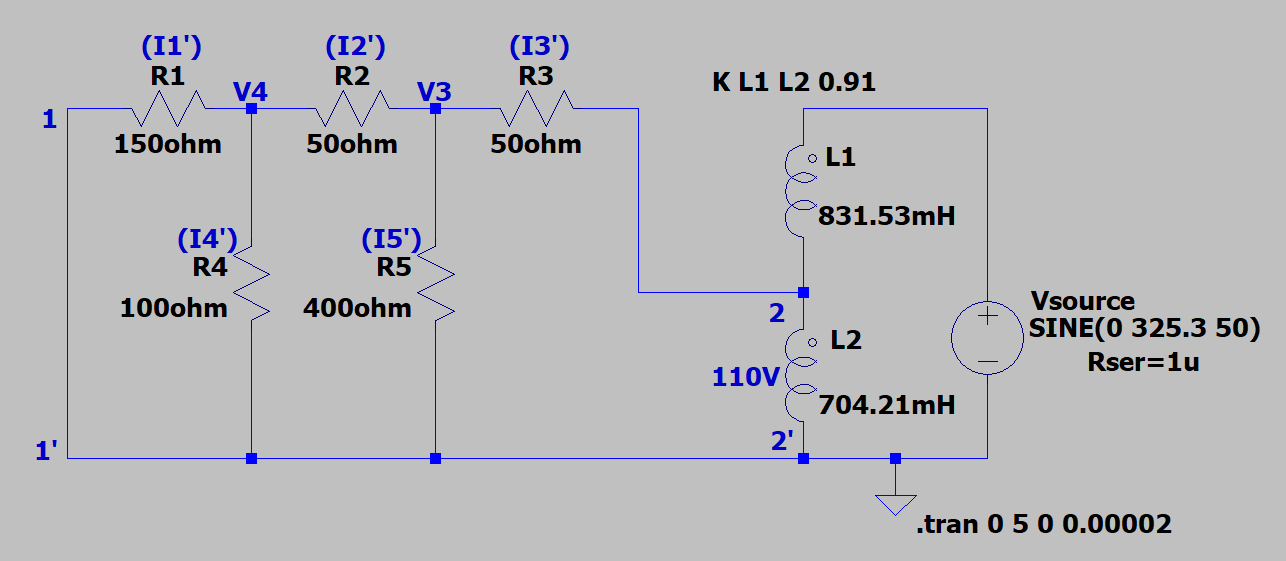 (I1')
(I2')
(I3')
R1
R2
R3
K L1 L2 0.91
V4
V3
1
150ohm
50ohm
50ohm
L1
831.53mH
(I4')
(I5')
R4
R5
100ohm
400ohm
2
Vsource
SINE(0 325.3 50)
Rser=1u
L2
110V
704.21mH
1'
2'
.tran 0 5 0 0.00002